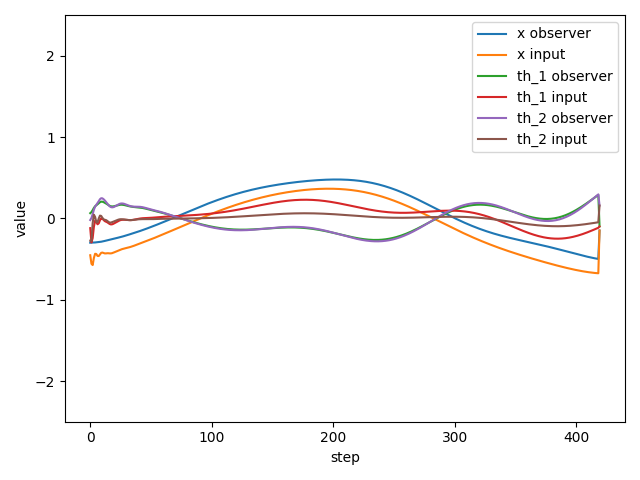 x observer
x input
th_1 observer
th_1 input
th_2 observer
th_2 input
2
1
0
−1
−2
value
0 100 200 300 400
step